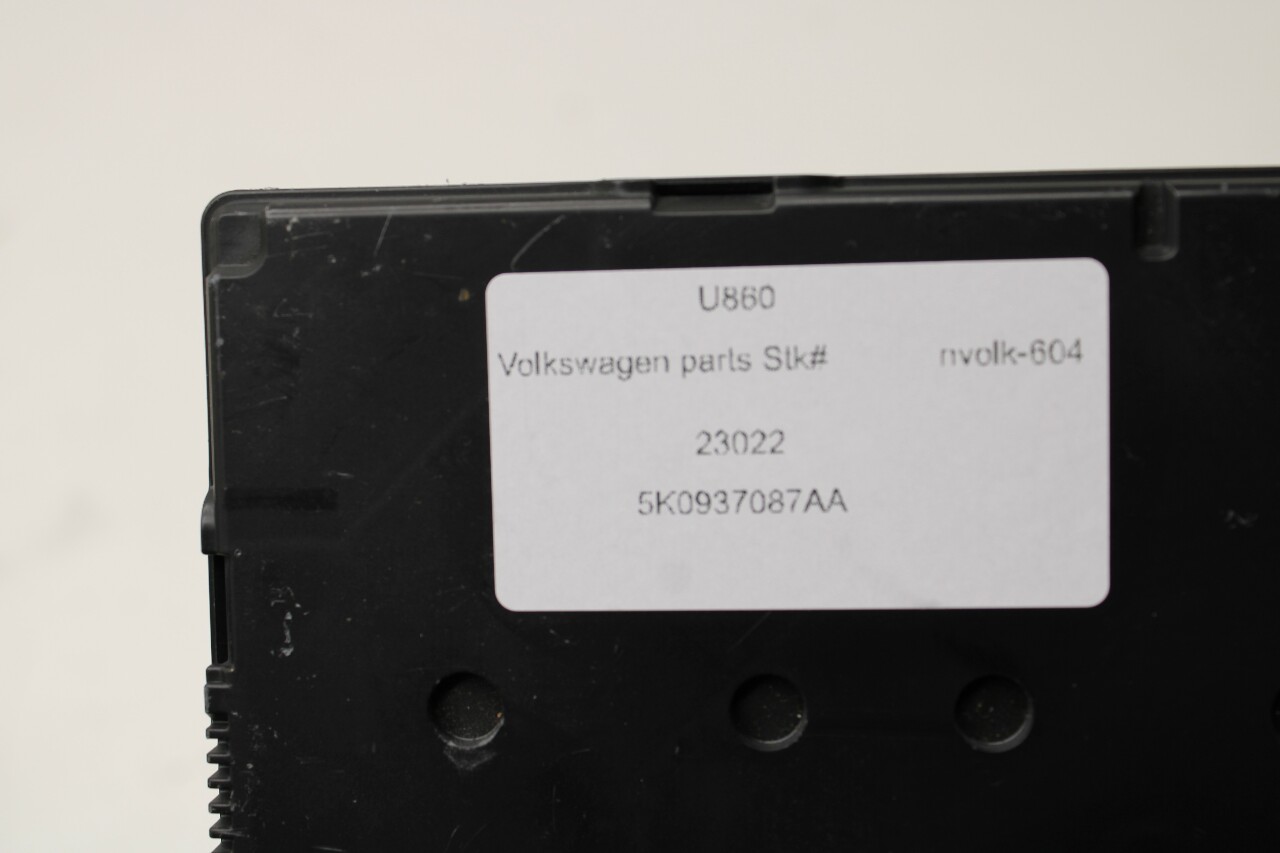 U860
Volkswagen parts Stk# nvolk-604
23022
5K0937087AA